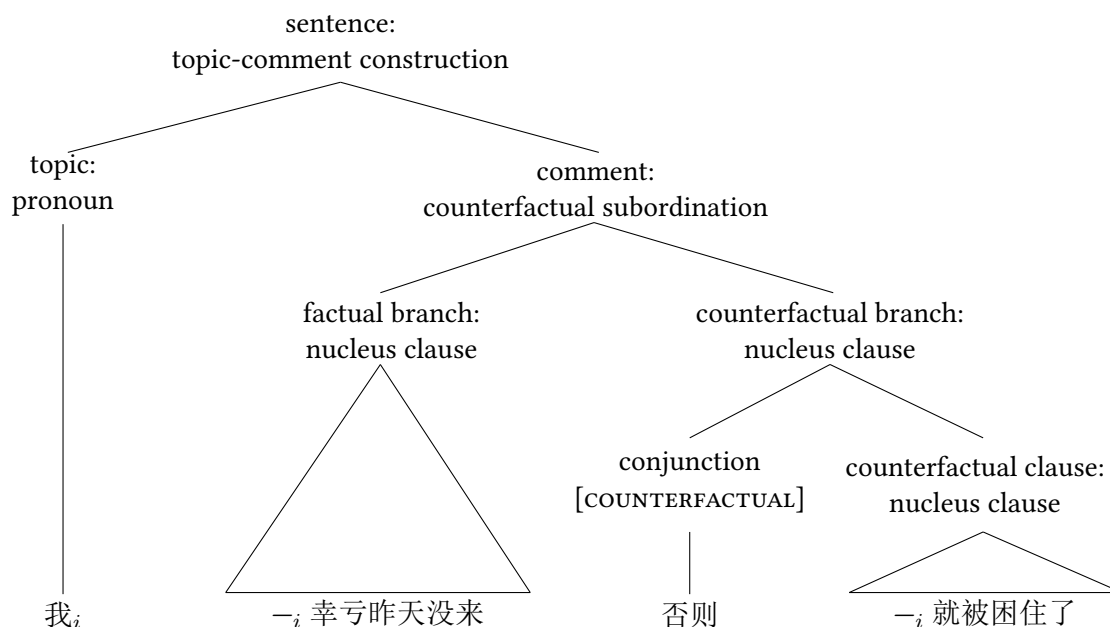 sentence:
topic-comment construction
topic:
pronoun
comment:
counterfactual subordination
factual branch:
nucleus clause
counterfactual branch:
nucleus clause
conjunction
[COUNTERFACTUAL]
counterfactual clause:
nucleus clause
我i
–i 幸亏昨天没来
否则
–i 就被困住了